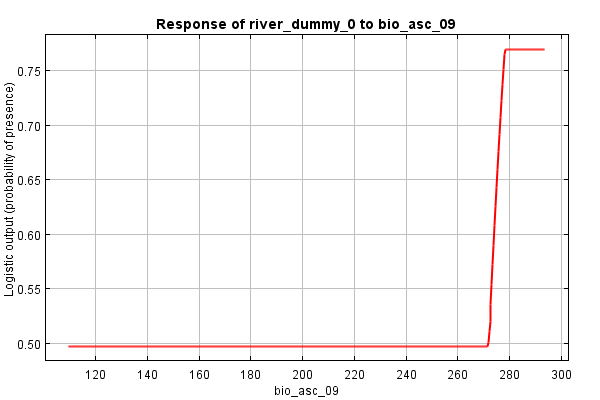 Response of river_dummy_0 to bio_asc_09
Logistic output (probability of presence)
0.75
0.70
0.65
0.60
0.55
0.50
120 140 160 180 200 220 240 260 280 300
bio_asc_09